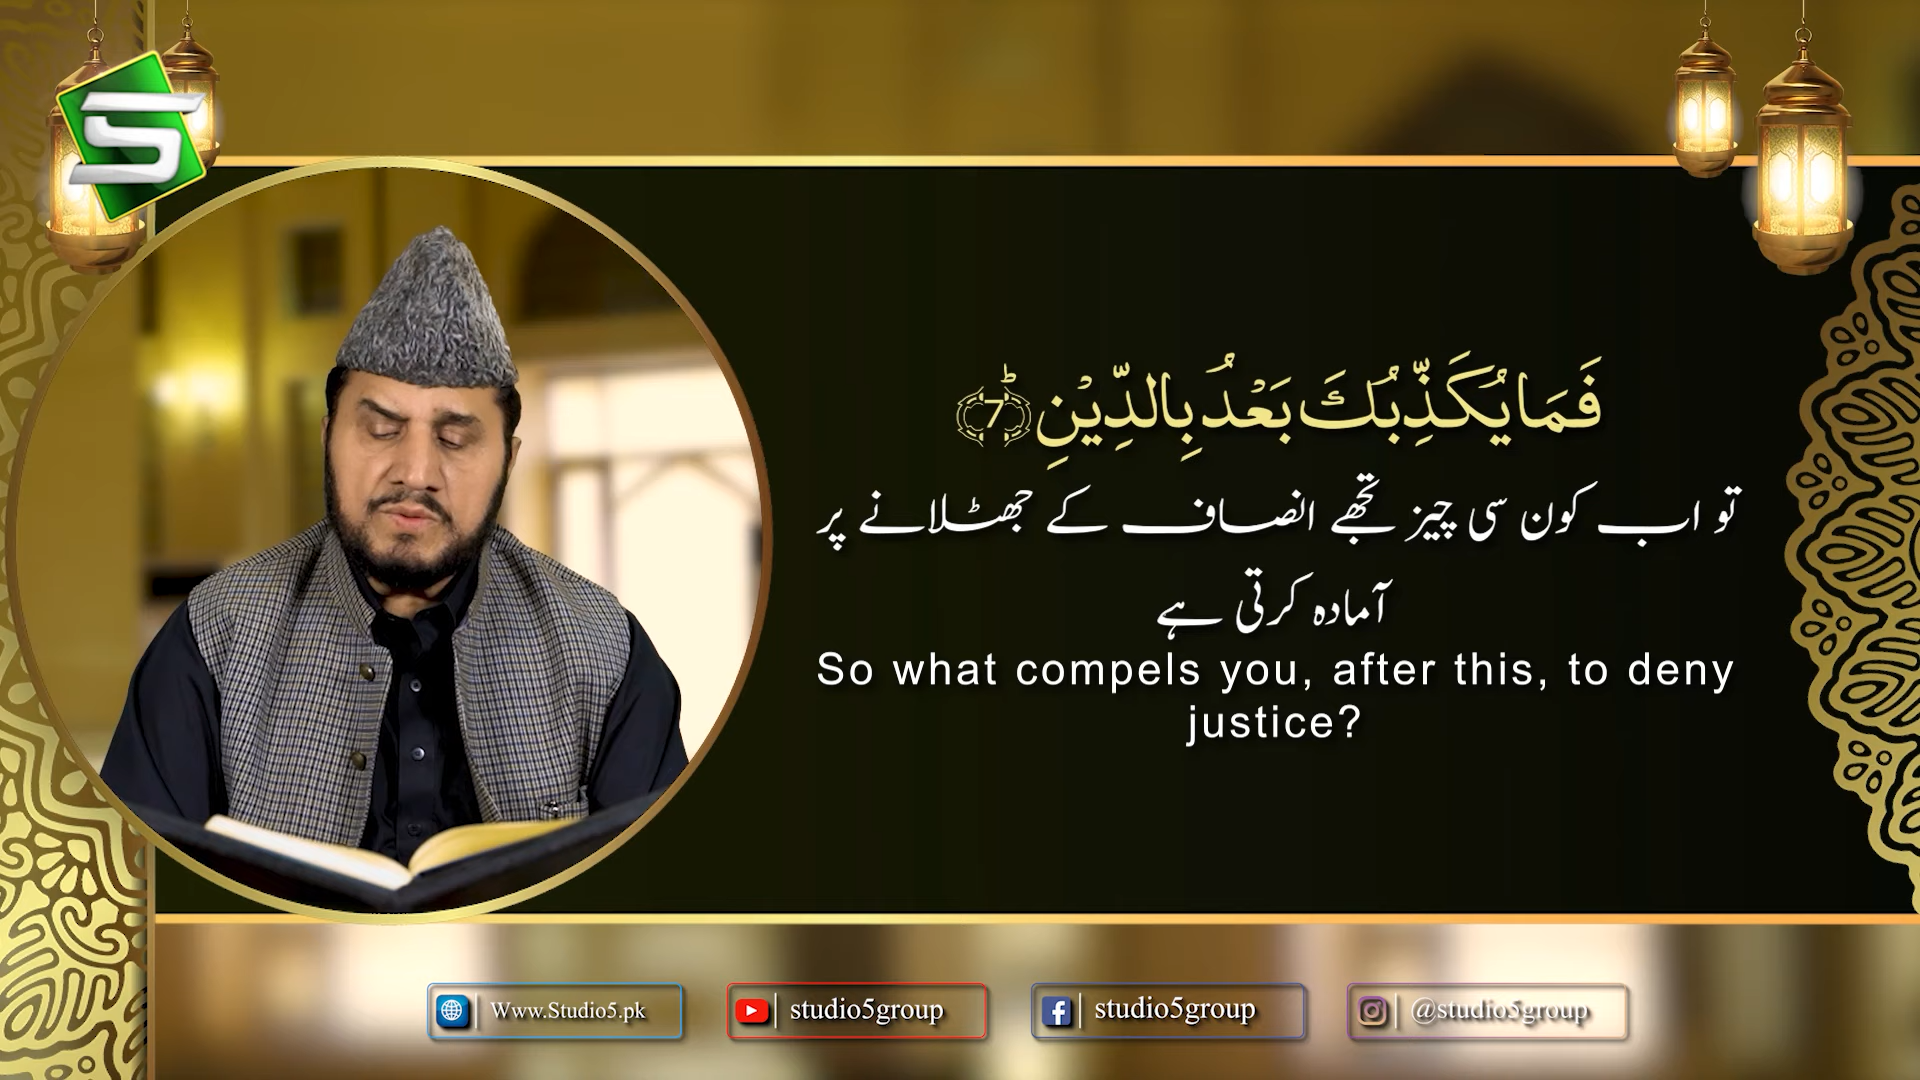 فَمَا يُكَذِّبُكَ بَعْدُ بِالدِّيْنِ ؕ 7
تو اب کون سی چیز تجھے انصاف کے جھٹلانے پر
آمادہ کرتی ہے
So what compels you, after this, to deny
justice?
Www.Studio5.pk
studio5group
studio5group
@studio5group